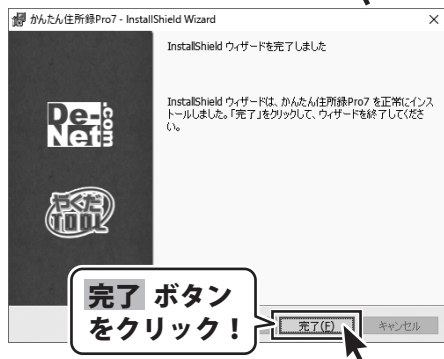 かんたん住所録Pro7 - InstallShield Wizard
InstallShield ウィザードを完了しました
InstallShield ウィザードは、かんたん住所録Pro7 を正常にインス
トールしました。「完了」をクリックして、ウィザードを終了してくださ
い。
De-
Net.com
やくだち
TOOL
完了 ボタン
をクリック！
完了(F)
キャンセル